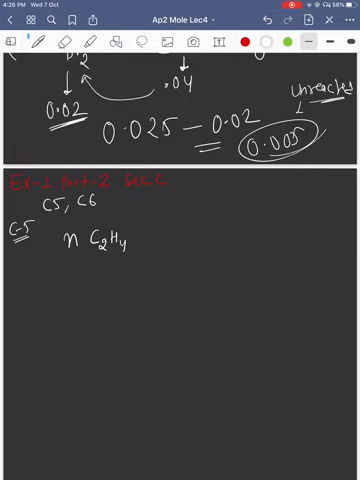 4:26 PM Wed 7 Oct
Ap2 Mole Lec4
2
0.02
.04
unreacted
0.025 - 0.02
0.005
Ex-1 part-2 Sec C
C5, C6
C-5
n C2H4